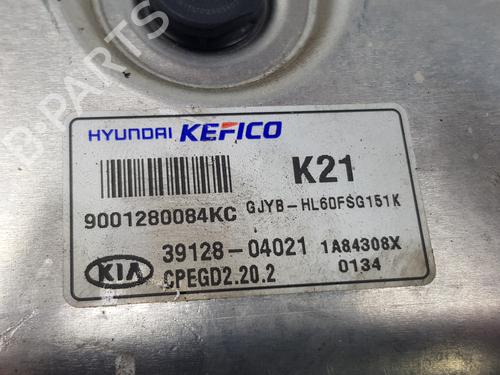 HYUNDAI KEFICO
K21
9001280084KC GJYB-HL60FSG151K
KIA 39128-04021 1A84308X
CPEGD2.20.2 0134
B-PARTS